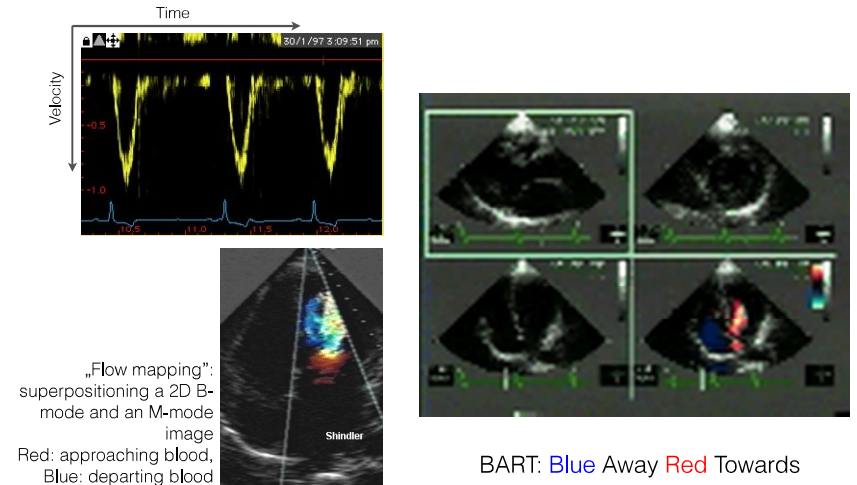 Time
Velocity
30/1/97 3:09:51 pm
-0.5
-1.0
10.5 11.0 11.5 12.0
„Flow mapping”:
superpositioning a 2D B-
mode and an M-mode
image
Red: approaching blood,
Blue: departing blood
Shindler
BART: Blue Away Red Towards